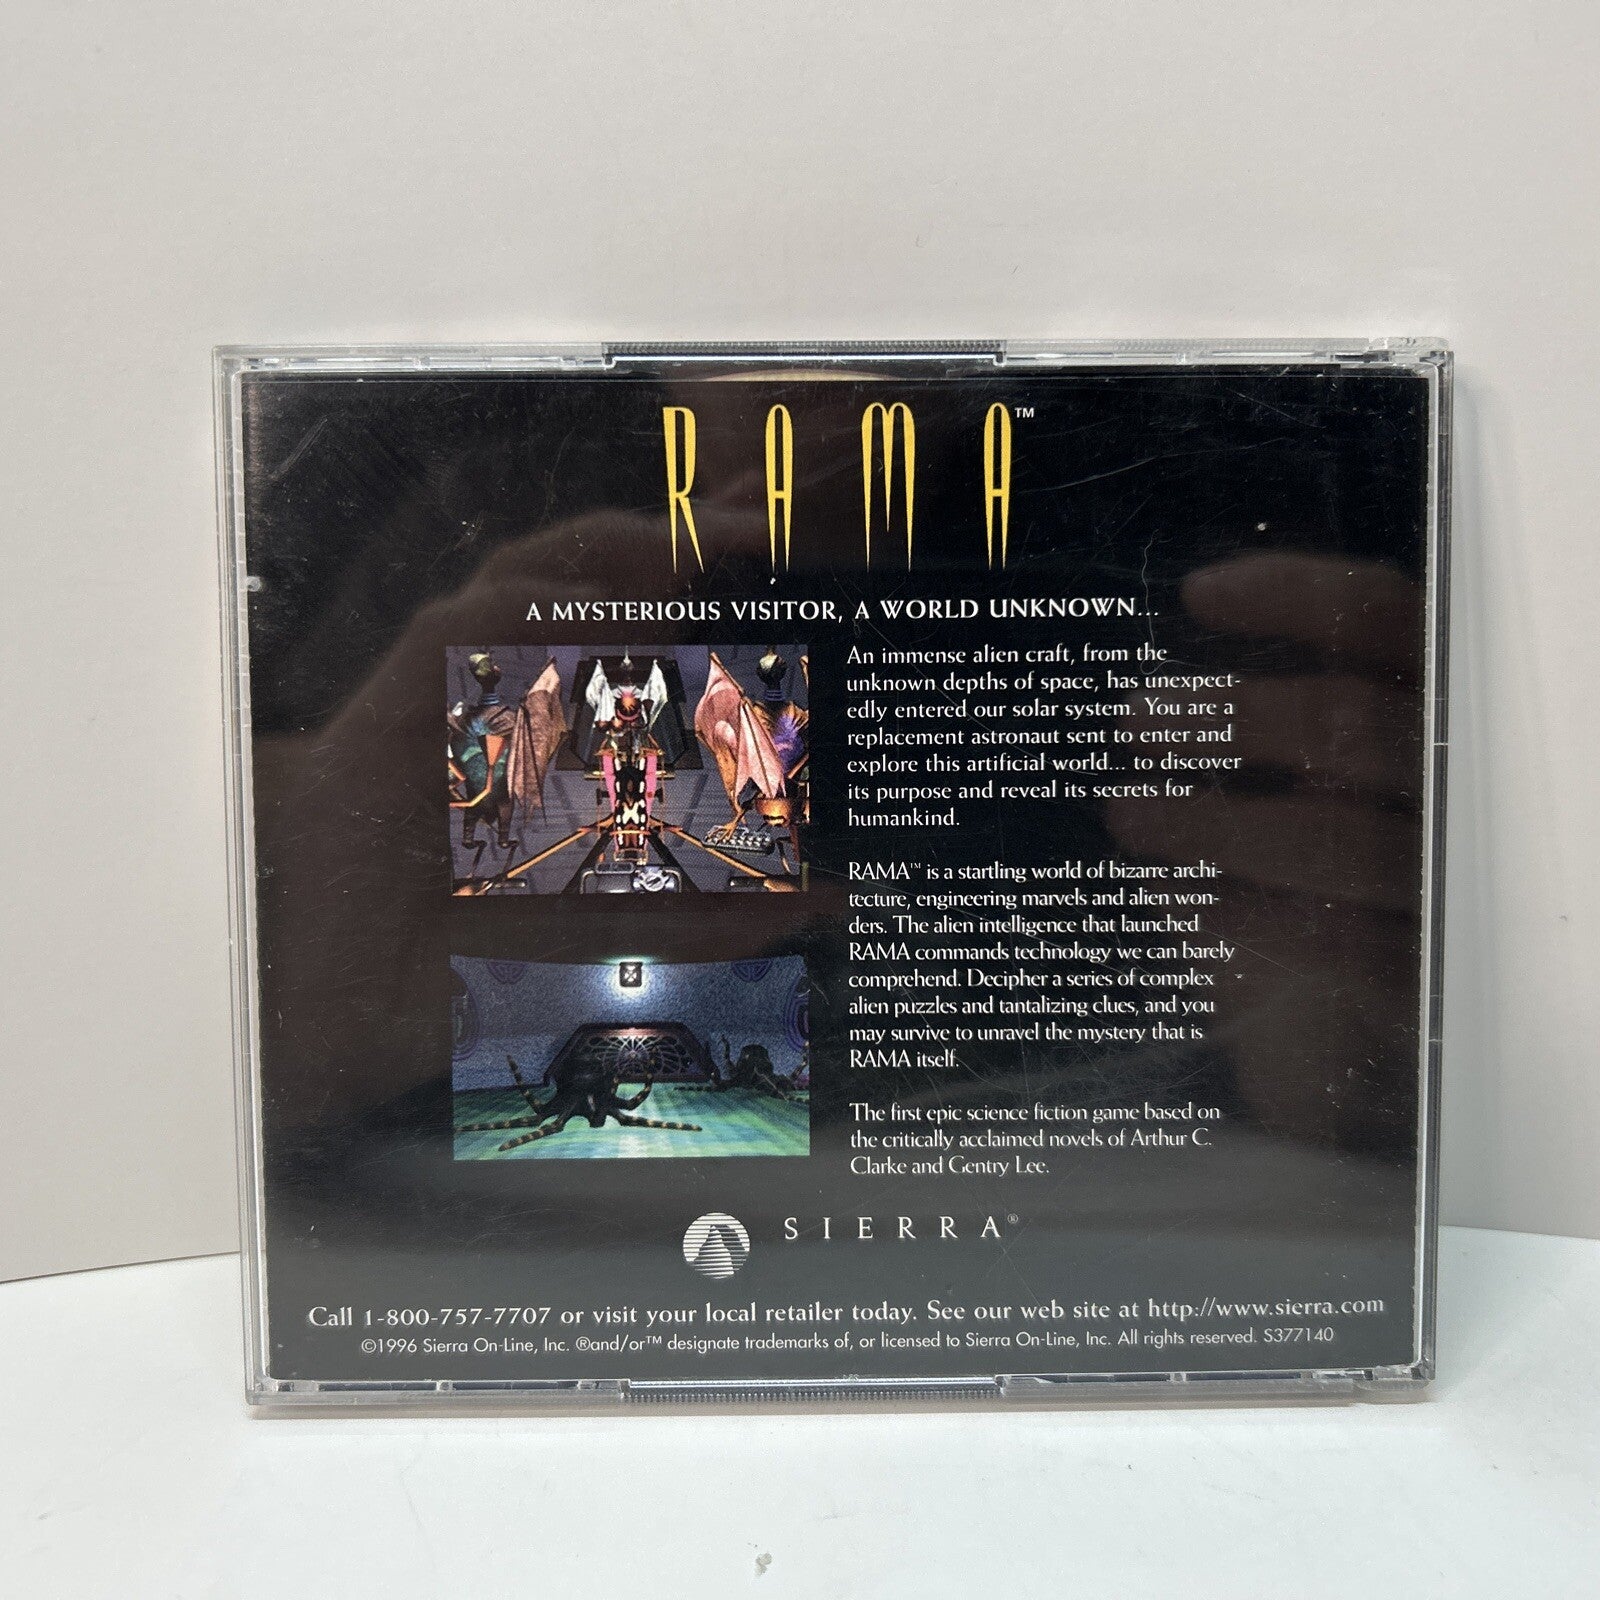 RAMA™
A MYSTERIOUS VISITOR, A WORLD UNKNOWN...
An immense alien craft, from the
unknown depths of space, has unexpect-
edly entered our solar system. You are a
replacement astronaut sent to enter and
explore this artificial world... to discover
its purpose and reveal its secrets for
humankind.
RAMA™ is a startling world of bizarre archi-
tecture, engineering marvels and alien won-
ders. The alien intelligence that launched
RAMA commands technology we can barely
comprehend. Decipher a series of complex
alien puzzles and tantalizing clues, and you
may survive to unravel the mystery that is
RAMA itself.
The first epic science fiction game based on
the critically acclaimed novels of Arthur C.
Clarke and Gentry Lee.
SIERRA®
Call 1-800-757-7707 or visit your local retailer today. See our web site at http://www.sierra.com
©1996 Sierra On-Line, Inc. ®and/or™ designate trademarks of, or licensed to Sierra On-Line, Inc. All rights reserved. S377140